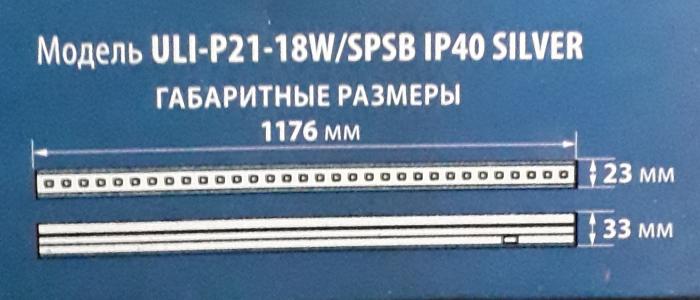 Модель ULI-P21-18W/SPSB IP40 SILVER
ГАБАРИТНЫЕ РАЗМЕРЫ
1176 мм
23 мм
33 мм